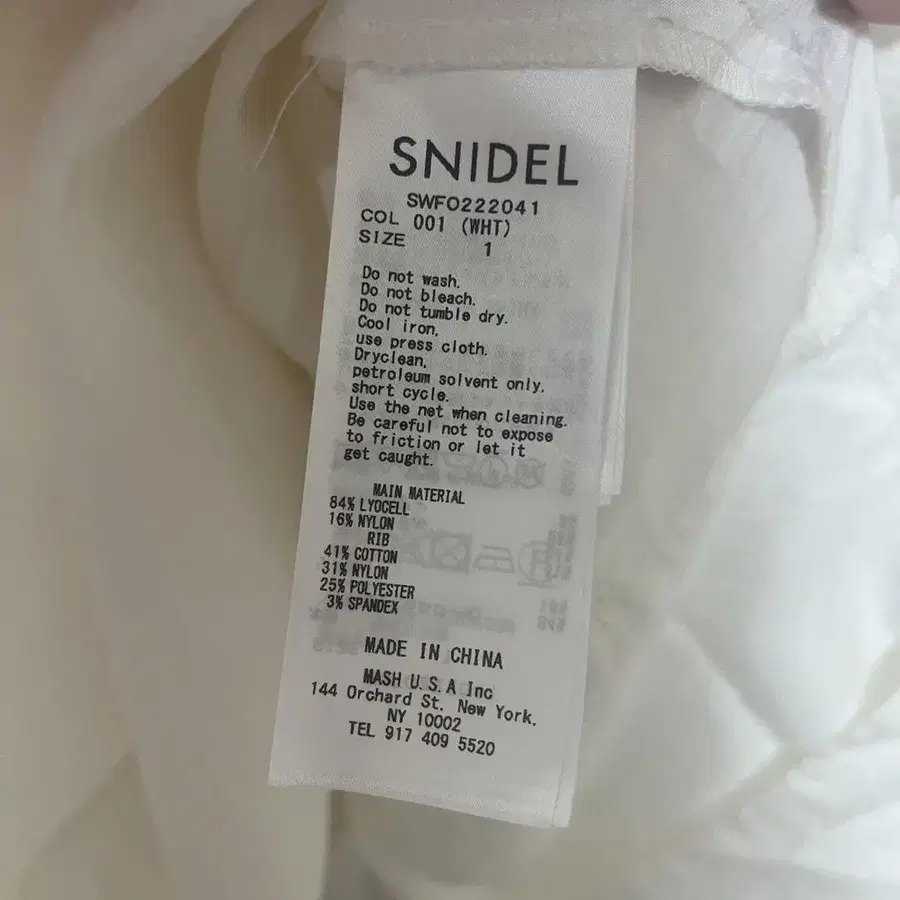 SNIDEL
SWFO222041
COL 001 (WHT)
SIZE 1
Do not wash.
Do not bleach.
Do not tumble dry.
Cool iron,
use press cloth.
Dryclean,
petroleum solvent only,
short cycle.
Use the net when cleaning.
Be careful not to expose
to friction or let it
get caught.
MAIN MATERIAL
84% LYOCELL
16% NYLON
RIB
41% COTTON
31% NYLON
25% POLYESTER
3% SPANDEX
MADE IN CHINA
MASH U.S.A Inc
144 Orchard St. New York,
NY 10002
TEL 917 409 5520